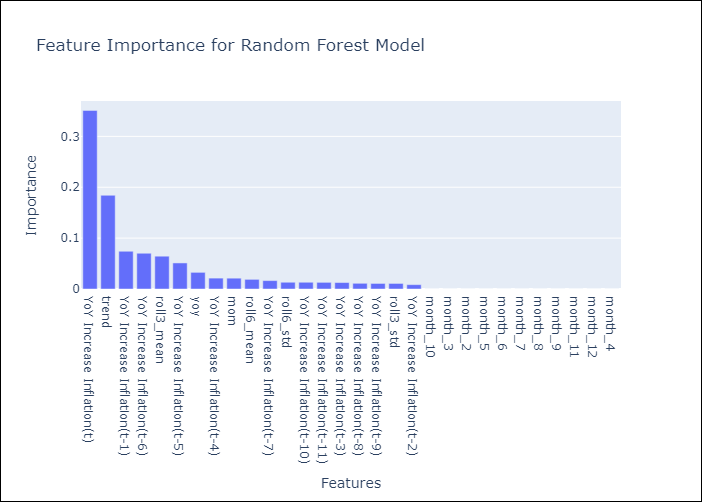 Feature Importance for Random Forest Model
0.3
0.2
0.1
0
Importance
YoY Increase Inflation(t)
trend
YoY Increase Inflation(t-1)
YoY Increase Inflation(t-6)
roll3_mean
YoY Increase Inflation(t-5)
yoy
YoY Increase Inflation(t-4)
mom
roll6_mean
YoY Increase Inflation(t-7)
roll6_std
YoY Increase Inflation(t-10)
YoY Increase Inflation(t-11)
YoY Increase Inflation(t-3)
YoY Increase Inflation(t-8)
YoY Increase Inflation(t-9)
roll3_std
YoY Increase Inflation(t-2)
month_10
month_3
month_2
month_5
month_6
month_7
month_8
month_9
month_11
month_12
month_4
Features